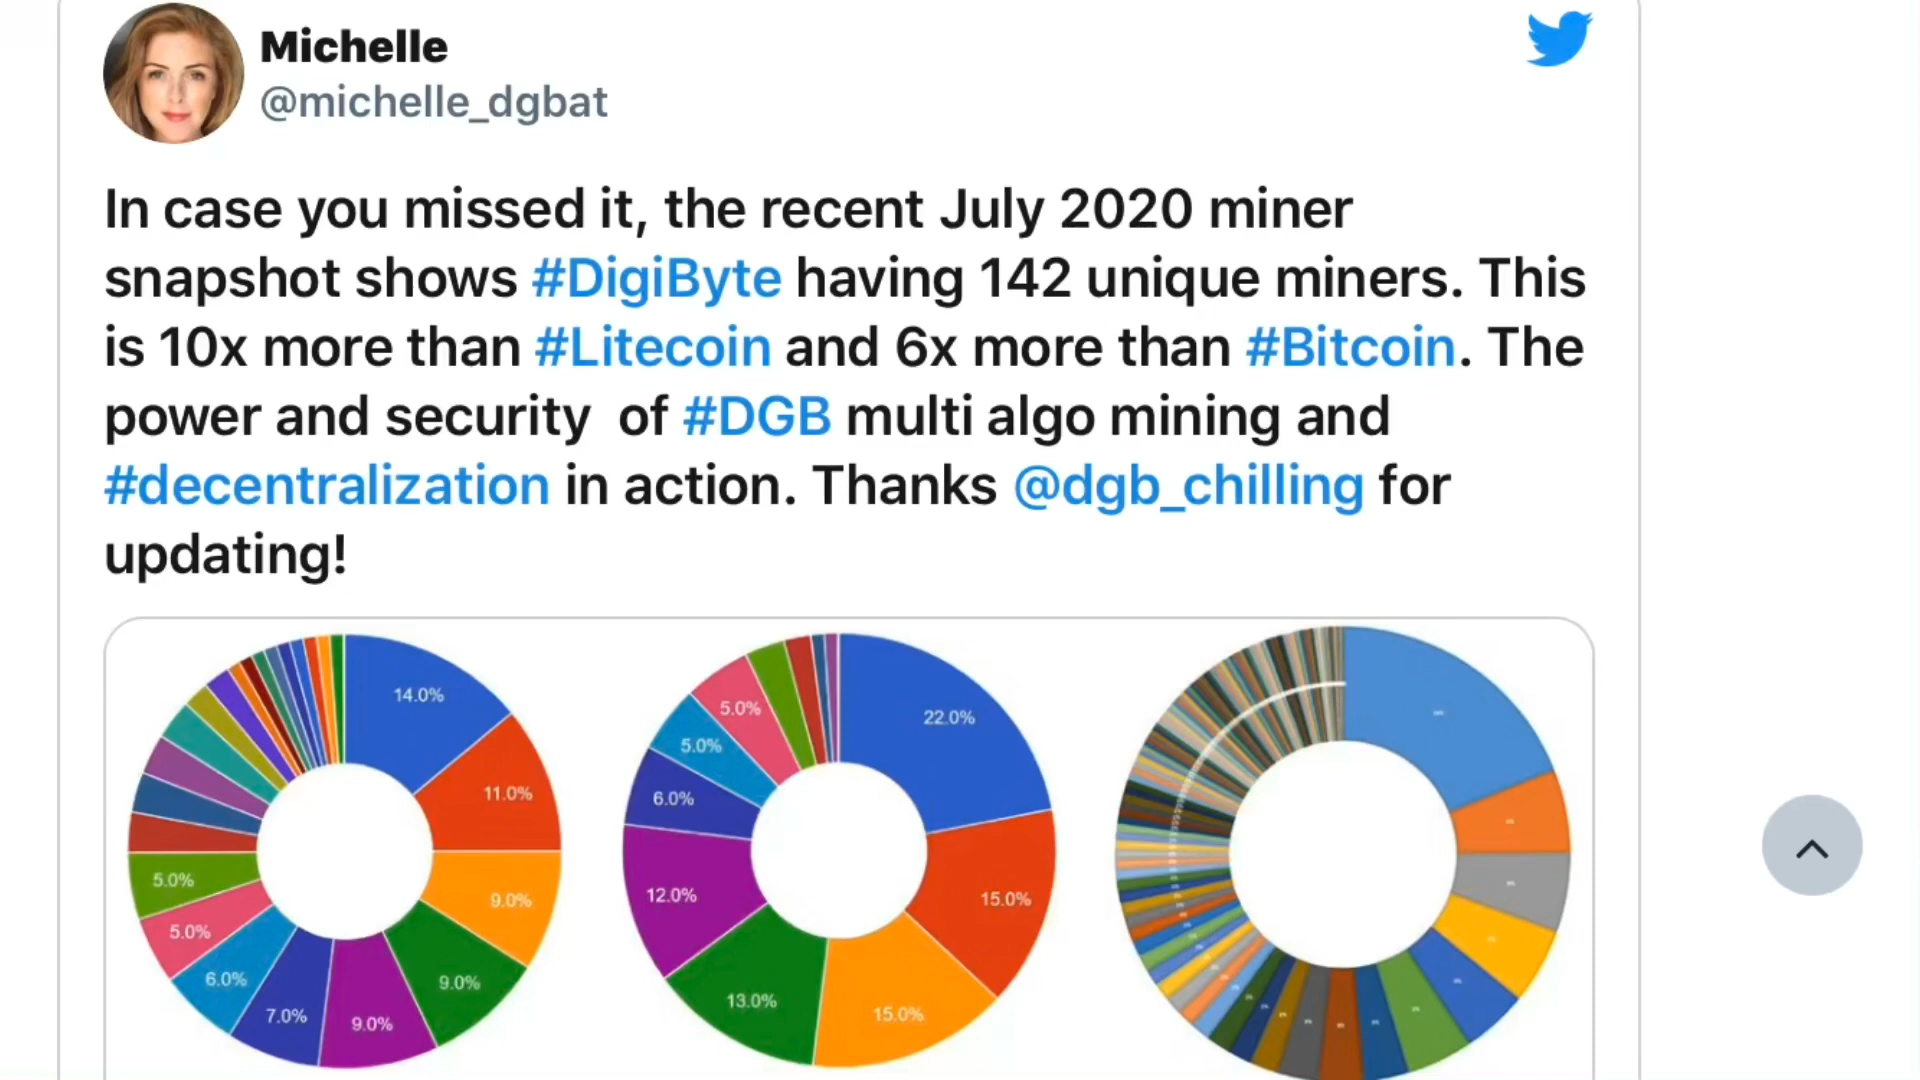 Michelle
@michelle_dgbat
In case you missed it, the recent July 2020 miner
snapshot shows #DigiByte having 142 unique miners. This
is 10x more than #Litecoin and 6x more than #Bitcoin. The
power and security  of #DGB multi algo mining and
#decentralization in action. Thanks @dgb_chilling for
updating!
14.0%
11.0%
9.0%
9.0%
9.0%
7.0%
6.0%
5.0%
5.0%
22.0%
15.0%
15.0%
13.0%
12.0%
6.0%
5.0%
5.0%